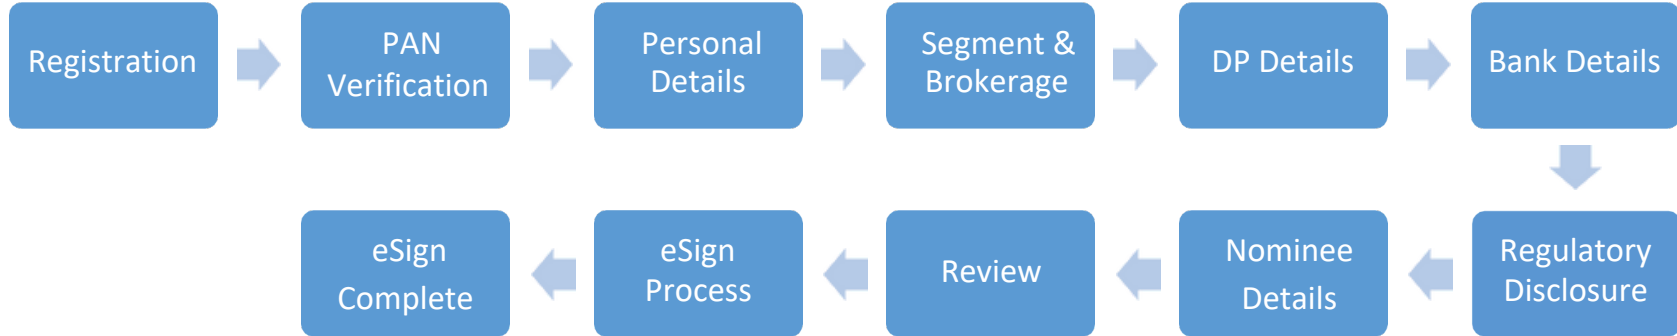 Registration
PAN
Verification
Personal
Details
Segment &
Brokerage
DP Details
Bank Details
Regulatory
Disclosure
Nominee
Details
Review
eSign
Process
eSign
Complete